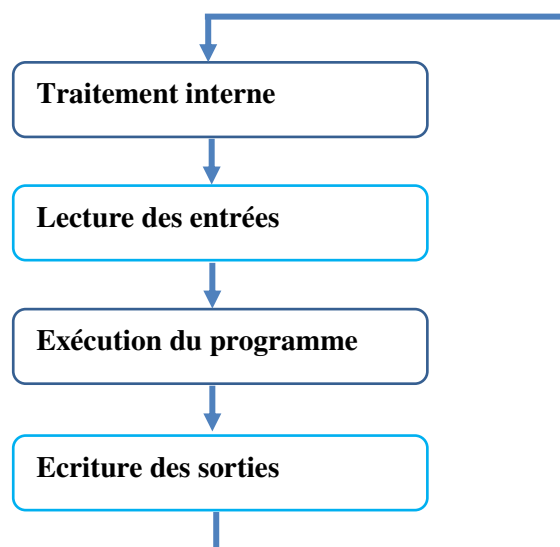 Traitement interne
Lecture des entrées
Exécution du programme
Ecriture des sorties